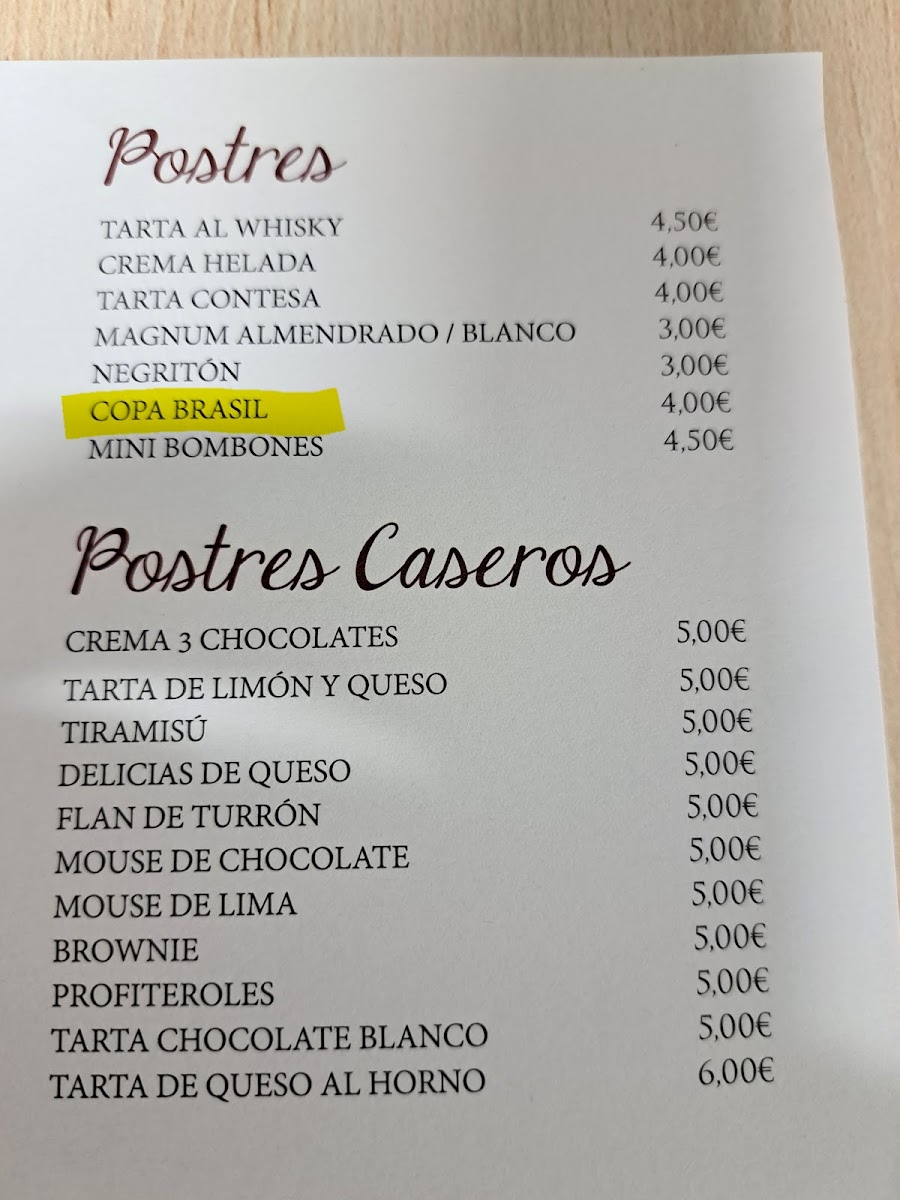 Postres
TARTA AL WHISKY 4,50€
CREMA HELADA 4,00€
TARTA CONTESA 4,00€
MAGNUM ALMENDRADO / BLANCO 3,00€
NEGRITÓN 3,00€
COPA BRASIL 4,00€
MINI BOMBONES 4,50€
Postres Caseros
CREMA 3 CHOCOLATES 5,00€
TARTA DE LIMÓN Y QUESO 5,00€
TIRAMISÚ 5,00€
DELICIAS DE QUESO 5,00€
FLAN DE TURRÓN 5,00€
MOUSE DE CHOCOLATE 5,00€
MOUSE DE LIMA 5,00€
BROWNIE 5,00€
PROFITEROLES 5,00€
TARTA CHOCOLATE BLANCO 5,00€
TARTA DE QUESO AL HORNO 6,00€